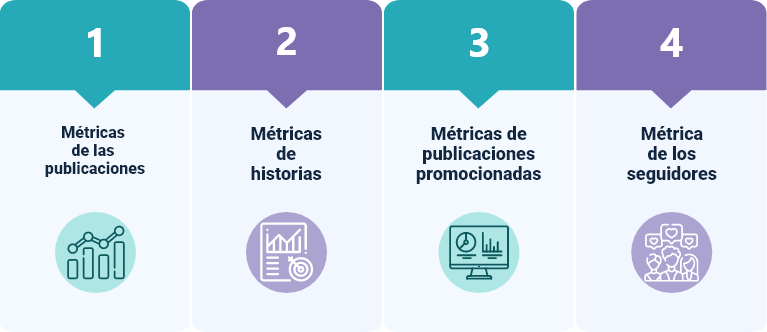 1
Métricas
de las
publicaciones
2
Métricas
de
historias
3
Métricas de
publicaciones
promocionadas
4
Métrica
de los
seguidores